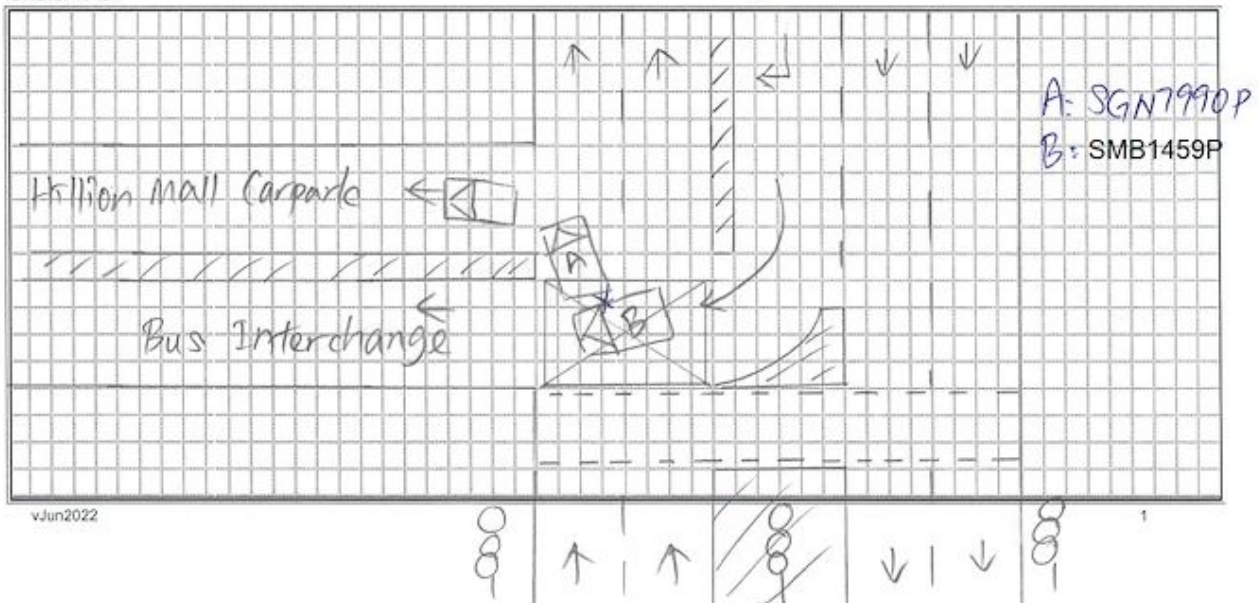 A: SGN7990P
B: SMB1459P
Hillion Mall Carpark
A
B
Bus Interchange
vJun2022
1